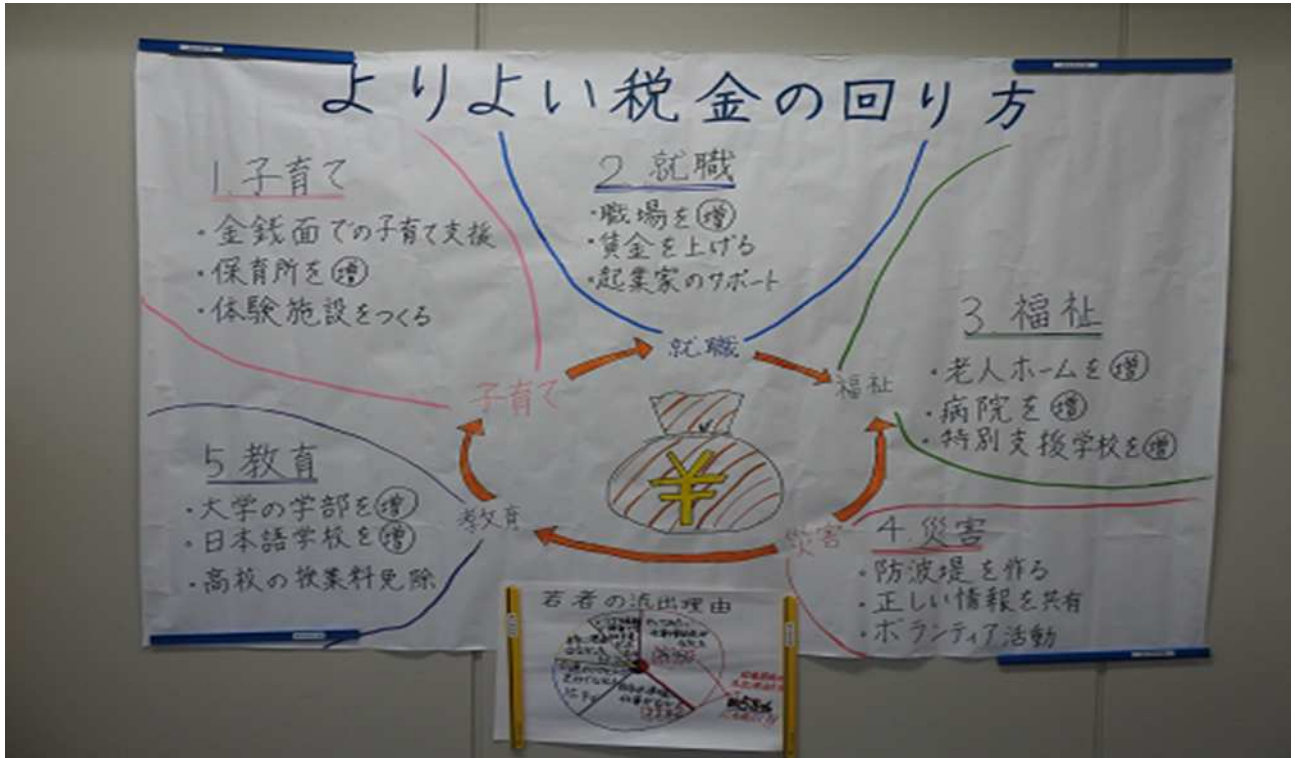 よりよい税金の回り方
1.子育て
・金銭面での子育て支援
・保育所を増
・体験施設をつくる
2.就職
・職場を増
・賃金を上げる
・起業家のサポート
3.福祉
・老人ホームを増
・病院を増
・特別支援学校を増
4.災害
・防波堤を作る
・正しい情報を共有
・ボランティア活動
5教育
・大学の学部を増
・日本語学校を増
・高校の授業料免除
就職
子育て
福祉
教育
災害
¥
若者の流出理由